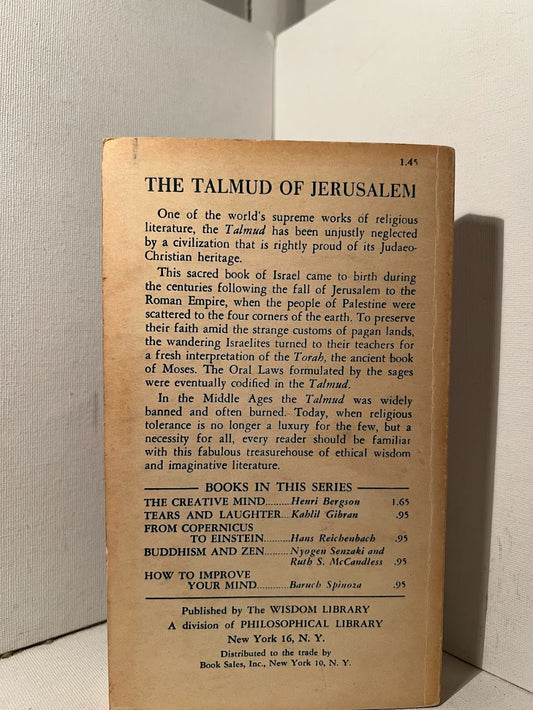 1.45
THE TALMUD OF JERUSALEM
One of the world's supreme works of religious
literature, the Talmud has been unjustly neglected
by a civilization that is rightly proud of its Judaeo-
Christian heritage.
This sacred book of Israel came to birth during
the centuries following the fall of Jerusalem to the
Roman Empire, when the people of Palestine were
scattered to the four corners of the earth. To preserve
their faith amid the strange customs of pagan lands,
the wandering Israelites turned to their teachers for
a fresh interpretation of the Torah, the ancient book
of Moses. The Oral Laws formulated by the sages
were eventually codified in the Talmud.
In the Middle Ages the Talmud was widely
banned and often burned. Today, when religious
tolerance is no longer a luxury for the few, but a
necessity for all, every reader should be familiar
with this fabulous treasurehouse of ethical wisdom
and imaginative literature.
BOOKS IN THIS SERIES
THE CREATIVE MIND..........Henri Bergson 1.65
TEARS AND LAUGHTER...Kahlil Gibran .95
FROM COPERNICUS
TO EINSTEIN..........Hans Reichenbach .95
BUDDHISM AND ZEN..........Nyogen Senzaki and
Ruth S. McCandless .95
HOW TO IMPROVE
YOUR MIND............Baruch Spinoza .95
Published by The WISDOM LIBRARY
A division of PHILOSOPHICAL LIBRARY
New York 16, N. Y.
Distributed to the trade by
Book Sales, Inc., New York 10, N. Y.